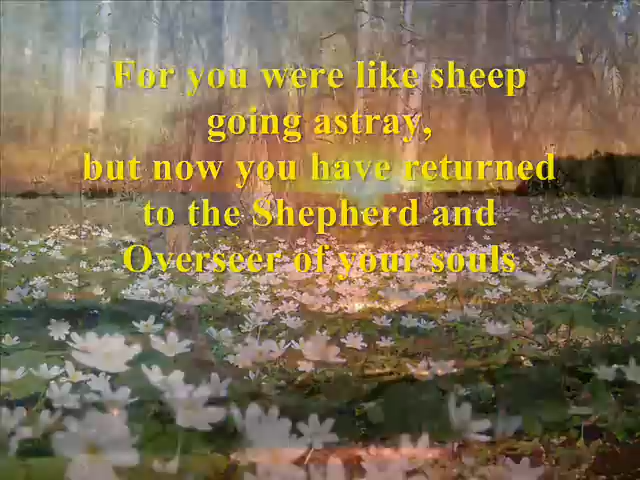 For you were like sheep
going astray,
but now you have returned
to the Shepherd and
Overseer of your souls